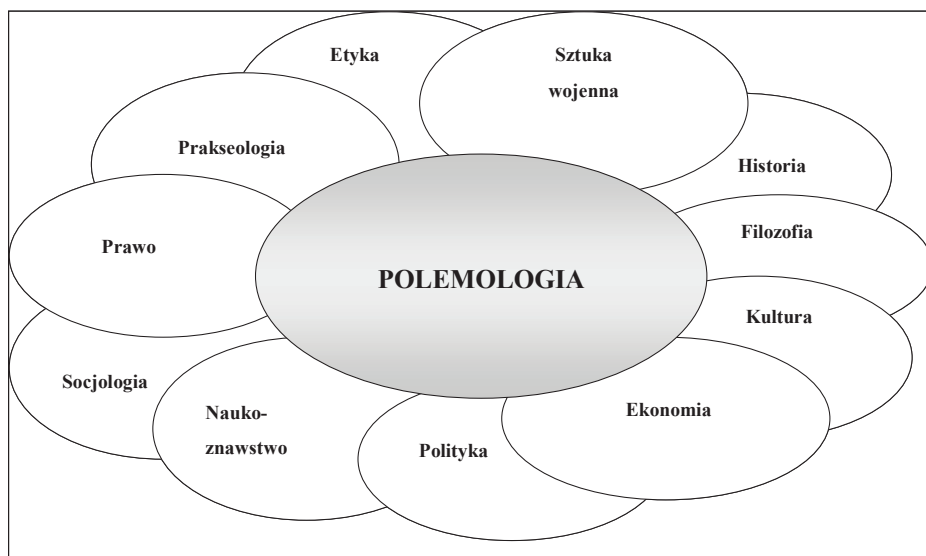 Etyka
Sztuka
wojenna
Prakseologia
Historia
Prawo
Filozofia
POLEMOLOGIA
Kultura
Socjologia
Nauko-
znawstwo
Polityka
Ekonomia